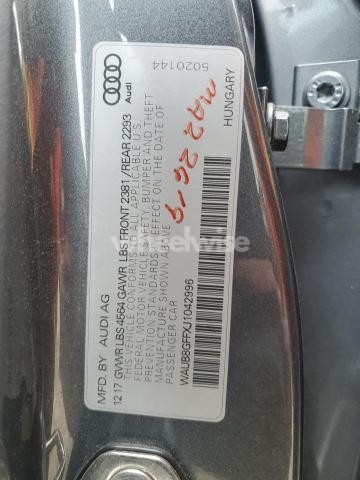 MFD. BY AUDI AG
12 17 GVWR LBS 4564 GAWR LBS FRONT 2381 / REAR 2293
THIS VEHICLE CONFORMS TO ALL APPLICABLE U.S.
FEDERAL MOTOR VEHICLE SAFETY, BUMPER AND THEFT
PREVENTION STANDARDS IN EFFECT ON THE DATE OF
MANUFACTURE SHOWN ABOVE
PASSENGER CAR
WAUB8GFFXJ1042996
Audi
5020144
HUNGARY
wheelwise